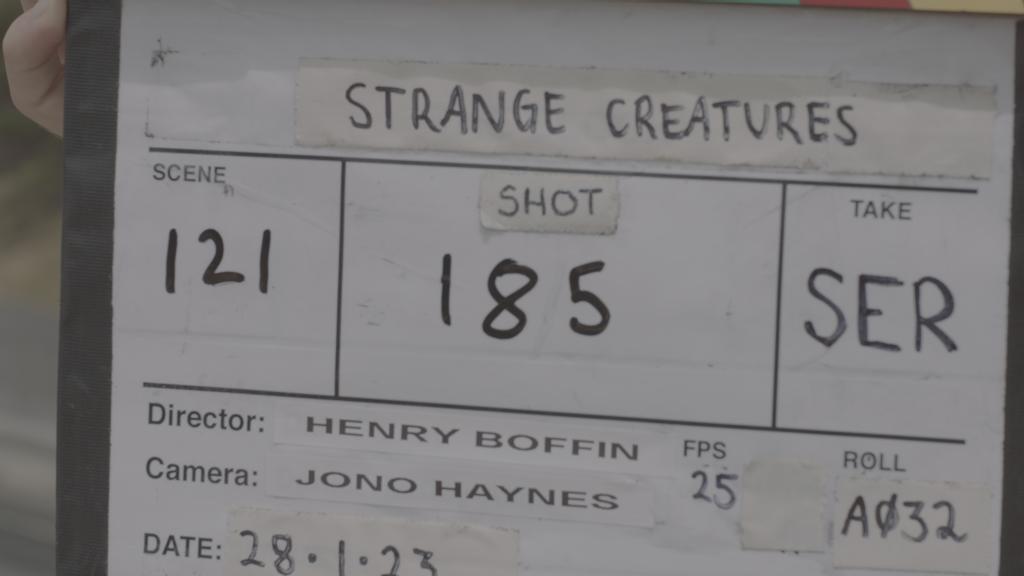 STRANGE CREATURES
SCENE SHOT TAKE
121 185 SER
Director: HENRY BOFFIN FPS ROLL
Camera: JONO HAYNES 25 AØ32
DATE: 28.1.23